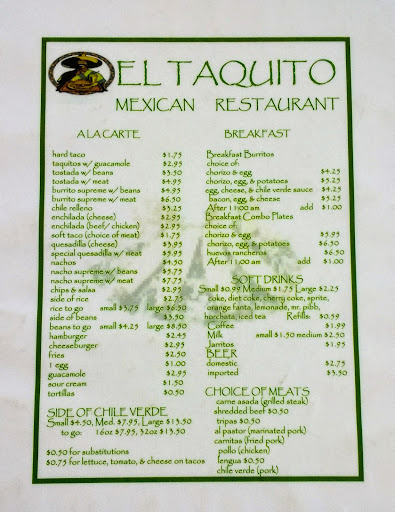 EL TAQUITO
MEXICAN RESTAURANT
A LA CARTE
hard taco $1.75
taquitos w/ guacamole $2.95
tostada w/ beans $3.50
tostada w/ meat $4.95
burrito supreme w/ beans $4.95
burrito supreme w/ meat $6.50
chile relleno $3.25
enchilada (cheese) $2.95
enchilada (beef/ chicken) $2.95
soft taco (choice of meat) $1.75
quesadilla (cheese) $3.95
special quesadilla w/ meat $5.95
nachos $4.50
nacho supreme w/ beans $5.75
nacho supreme w/ meat $7.75
chips & salsa $2.95
side of rice $2.75
rice to go small $3.75 large $6.50
side of beans $3.50
beans to go small $4.25 large $8.50
hamburger $2.45
cheeseburger $2.95
fries $2.50
1 egg $1.00
guacamole $2.95
sour cream $1.50
tortillas $0.50
SIDE OF CHILE VERDE
Small $4.50, Med. $7.95, Large $13.50
to go: 16oz $7.95, 32oz $13.50
$0.50 for substitutions
$0.75 for lettuce, tomato, & cheese on tacos
BREAKFAST
Breakfast Burritos
choice of:
chorizo & egg $4.25
chorizo, egg, & potatoes $5.25
egg, cheese, & chile verde sauce $4.25
bacon, egg, & cheese $5.25
After 11:00 am add $1.00
Breakfast Combo Plates
choice of:
chorizo & egg $5.95
chorizo, egg, & potatoes $6.50
huevos rancheros $6.50
After 11:00 am add $1.00
SOFT DRINKS
Small $0.99 Medium $1.75 Large $2.25
coke, diet coke, cherry coke, sprite,
orange fanta, lemonade, mr. pibb,
horchata, iced tea Refills: $0.59
Coffee $1.99
Milk small $1.50 medium $2.50
Jarritos $1.95
BEER
domestic $2.75
imported $3.50
CHOICE OF MEATS
carne asada (grilled steak)
shredded beef $0.50
tripas $0.50
al pastor (marinated pork)
carnitas (fried pork)
pollo (chicken)
lengua $0.50
chile verde (pork)